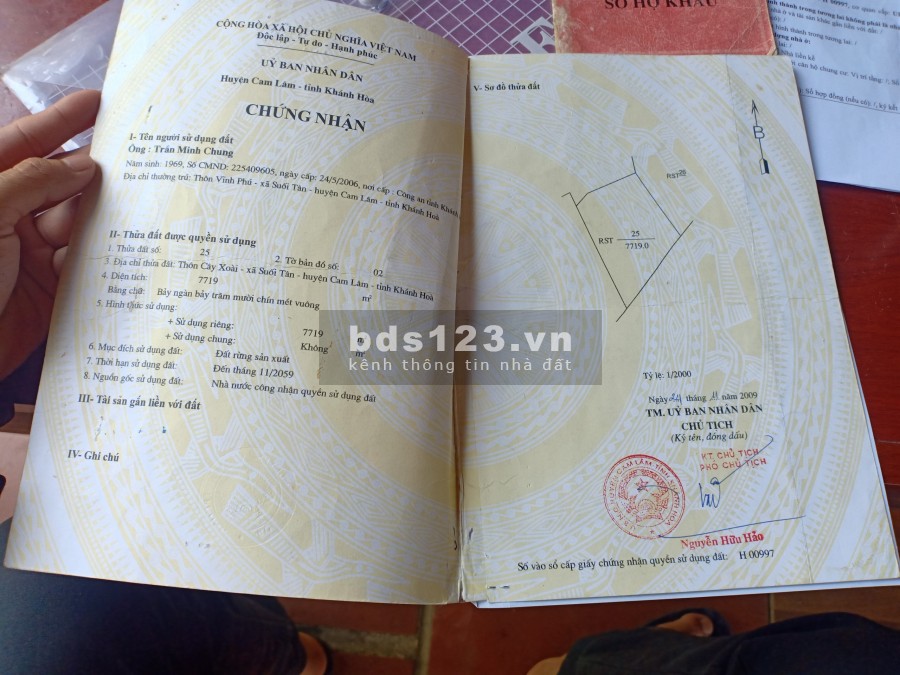 CỘNG HÒA XÃ HỘI CHỦ NGHĨA VIỆT NAM
Độc lập - Tự do - Hạnh phúc
UỶ BAN NHÂN DÂN
Huyện Cam Lâm - tỉnh Khánh Hòa
CHỨNG NHẬN
I- Tên người sử dụng đất
Ông : Trần Minh Chung
Năm sinh: 1969, Số CMND: 225409605, ngày cấp: 24/5/2006, nơi cấp : Công an tỉnh Khánh
Địa chỉ thường trú: Thôn Vĩnh Phú - xã Suối Tân - huyện Cam Lâm - tỉnh Khánh Hoà
II- Thửa đất được quyền sử dụng
1. Thửa đất số: 25 2. Tờ bản đồ số: 02
3. Địa chỉ thửa đất: Thôn Cây Xoài - xã Suối Tân - huyện Cam Lâm - tỉnh Khánh Hoà
4. Diện tích: 7719 m²
Bằng chữ: Bảy ngàn bảy trăm mười chín mét vuông
5. Hình thức sử dụng:
+ Sử dụng riêng: 7719
+ Sử dụng chung: Không
6. Mục đích sử dụng đất: Đất rừng sản xuất
7. Thời hạn sử dụng đất: Đến tháng 11/2059
8. Nguồn gốc sử dụng đất: Nhà nước công nhận quyền sử dụng đất
III- Tài sản gắn liền với đất
IV- Ghi chú
V- Sơ đồ thửa đất
B
RST
25
7719.0
Tỷ lệ: 1/2000
Ngày 24 tháng 11 năm 2009
TM. UỶ BAN NHÂN DÂN
CHỦ TỊCH
(Ký tên, đóng dấu)
KT. CHỦ TỊCH
PHÓ CHỦ TỊCH
Nguyễn Hữu Hảo
Số vào sổ cấp giấy chứng nhận quyền sử dụng đất: H 00997
SỔ HỘ KHẨU
bds123.vn
kênh thông tin nhà đất